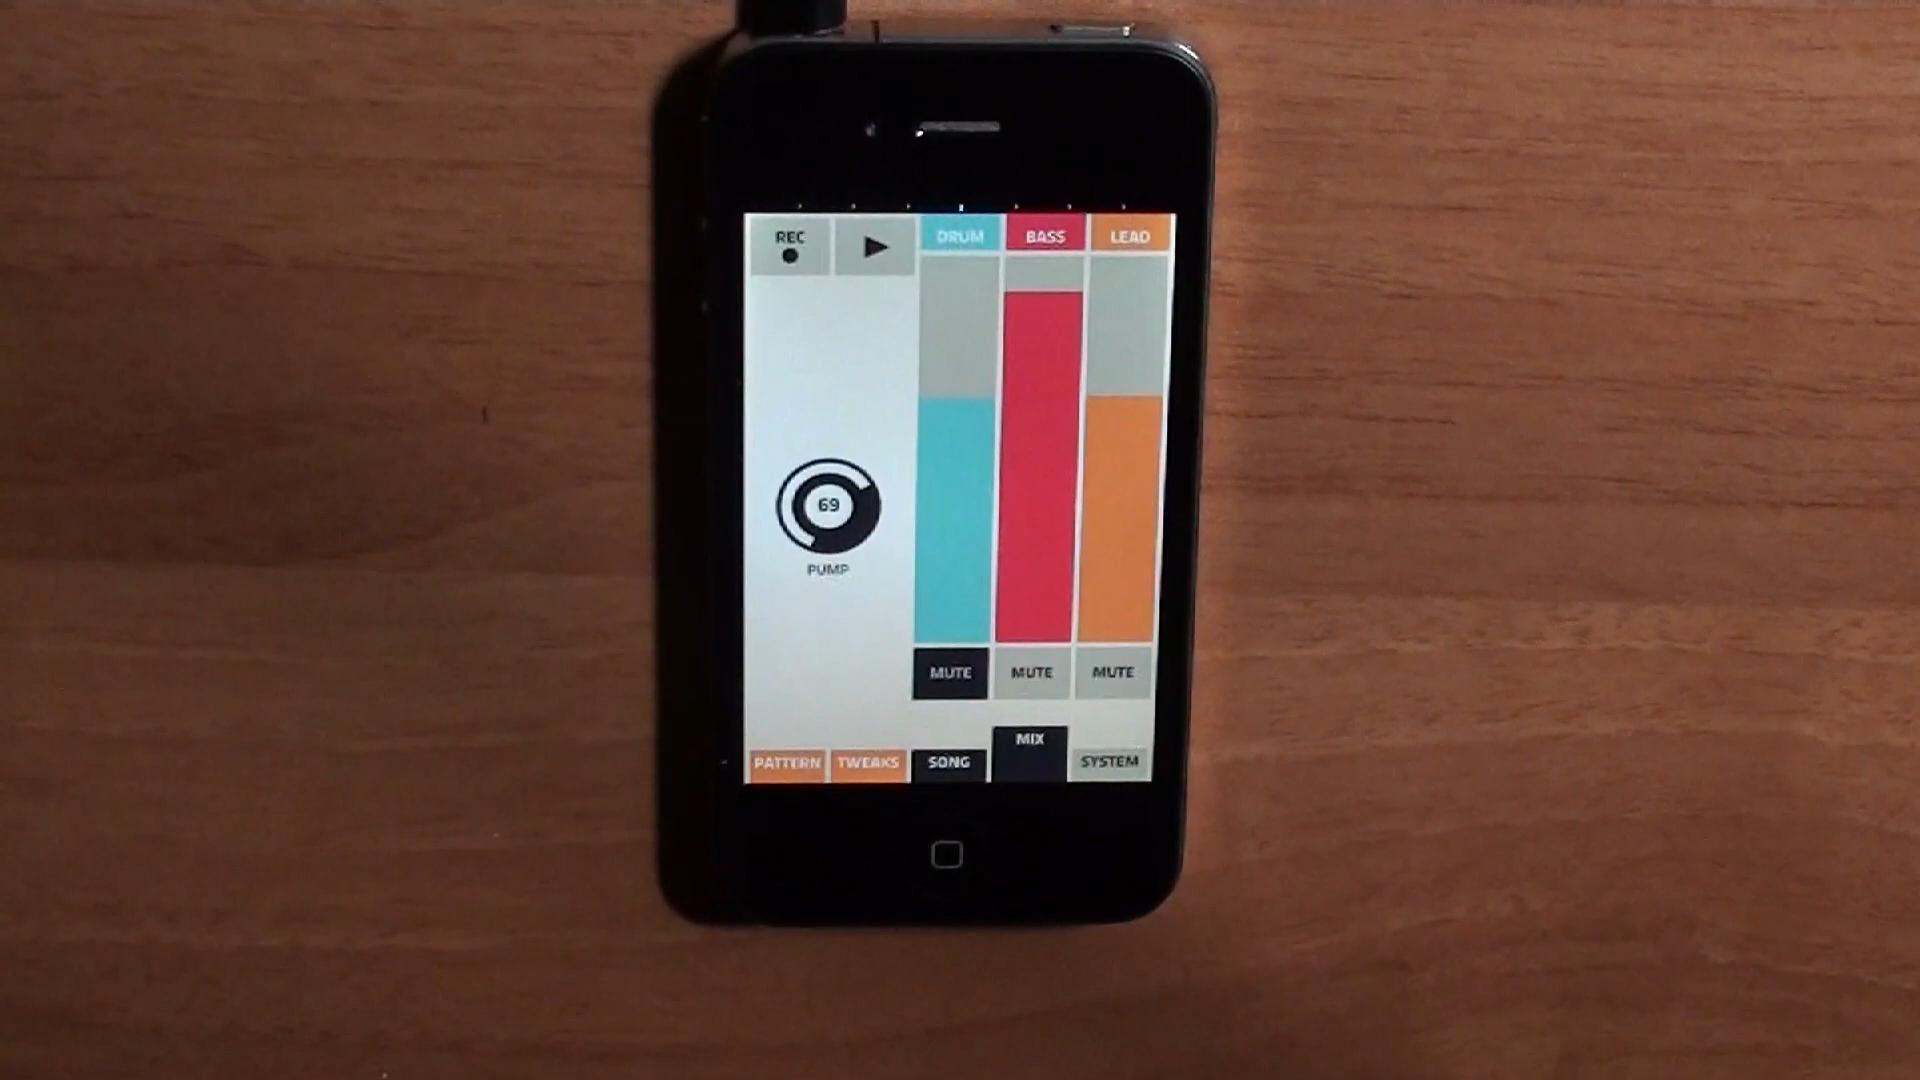 REC
DRUM
BASS
LEAD
69
PUMP
MUTE
MUTE
MUTE
PATTERN
TWEAKS
SONG
MIX
SYSTEM